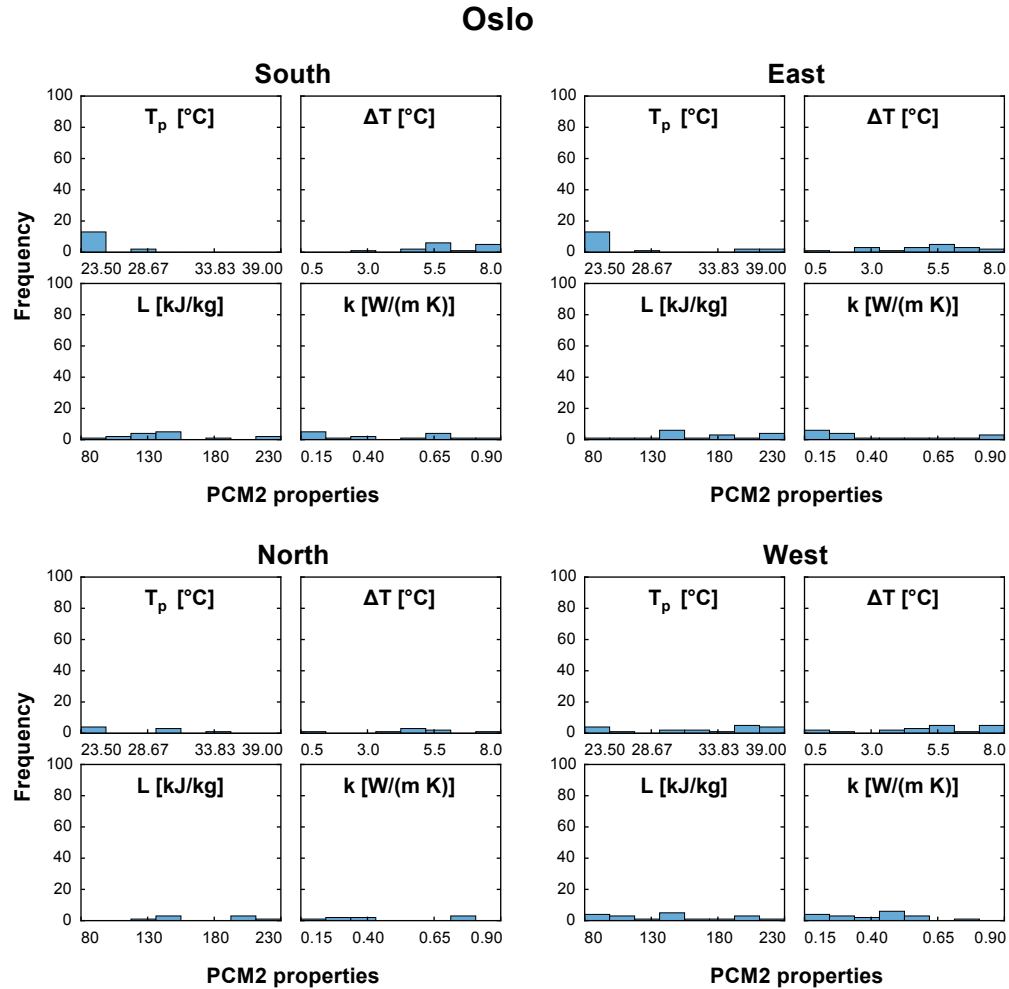 Oslo
South
East
T_p [°C]
ΔT [°C]
T_p [°C]
ΔT [°C]
100
80
60
40
20
0
100
80
60
40
20
0
23.50 28.67 33.83 39.00
0.5 3.0 5.5 8.0
23.50 28.67 33.83 39.00
0.5 3.0 5.5 8.0
Frequency
L [kJ/kg]
k [W/(m K)]
L [kJ/kg]
k [W/(m K)]
100
80
60
40
20
0
100
80
60
40
20
0
80 130 180 230
0.15 0.40 0.65 0.90
80 130 180 230
0.15 0.40 0.65 0.90
PCM2 properties
PCM2 properties
North
West
T_p [°C]
ΔT [°C]
T_p [°C]
ΔT [°C]
100
80
60
40
20
0
100
80
60
40
20
0
23.50 28.67 33.83 39.00
0.5 3.0 5.5 8.0
23.50 28.67 33.83 39.00
0.5 3.0 5.5 8.0
Frequency
L [kJ/kg]
k [W/(m K)]
L [kJ/kg]
k [W/(m K)]
100
80
60
40
20
0
100
80
60
40
20
0
80 130 180 230
0.15 0.40 0.65 0.90
80 130 180 230
0.15 0.40 0.65 0.90
PCM2 properties
PCM2 properties